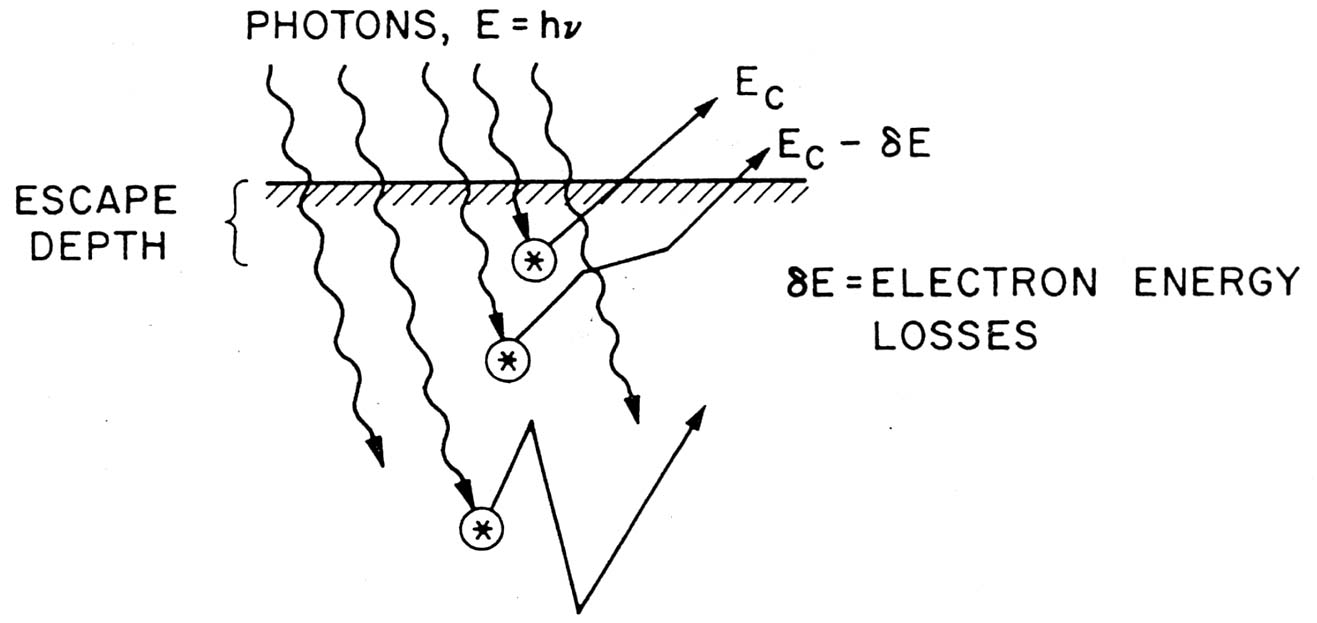 PHOTONS, E = hν
E_C
E_C - δE
ESCAPE
DEPTH
δE = ELECTRON ENERGY
LOSSES
*
*
*